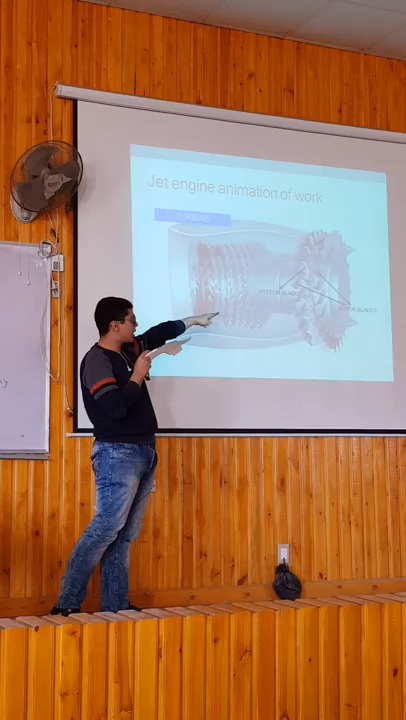 Jet engine animation of work
TURBINE
STATOR BLADES
ROTOR BLADES